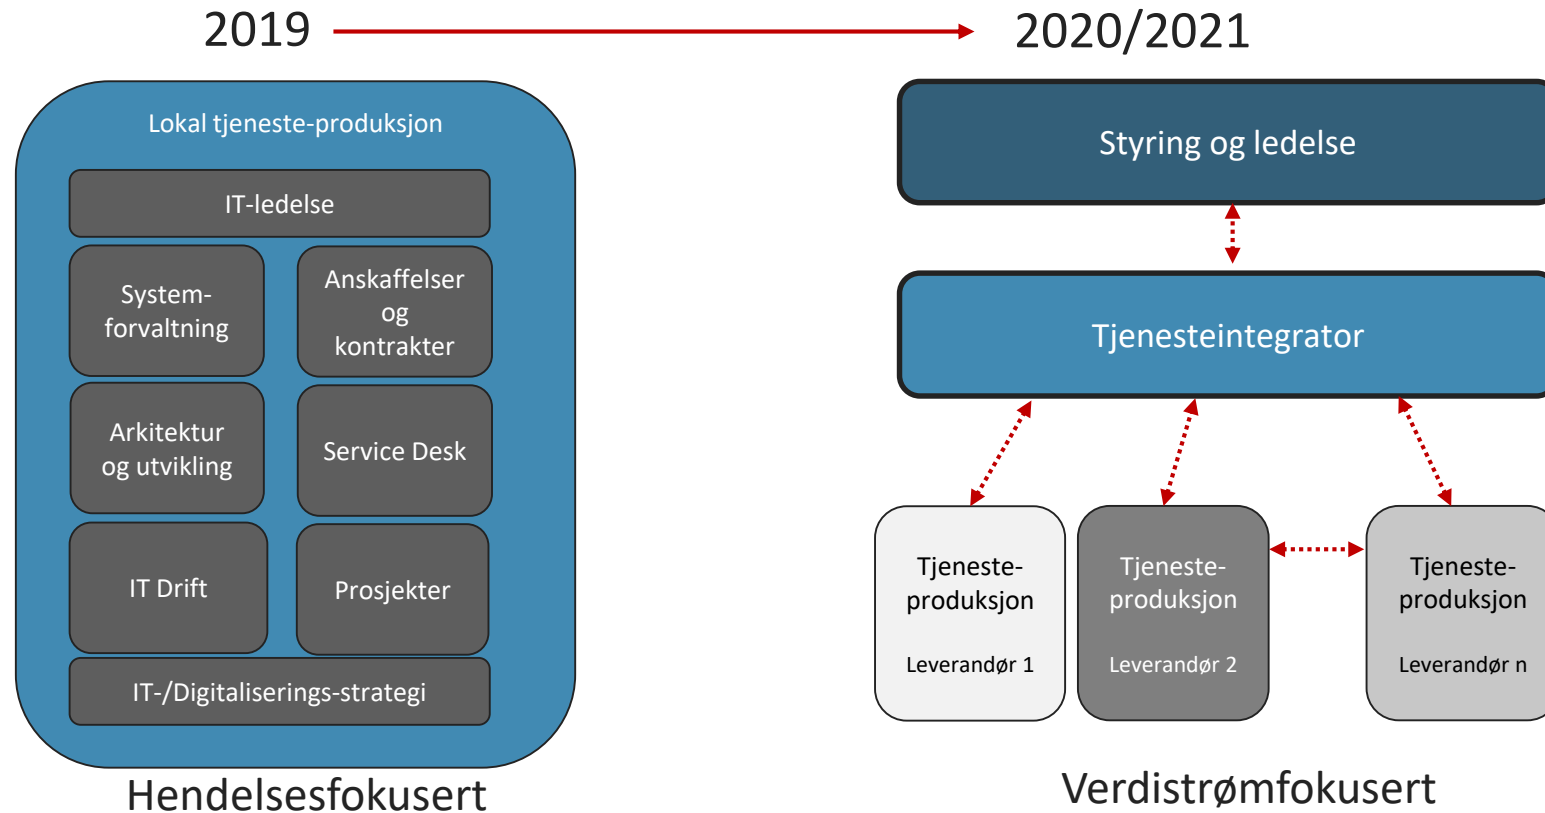 2019
2020/2021
Lokal tjeneste-produksjon
IT-ledelse
System-
forvaltning
Anskaffelser
og
kontrakter
Arkitektur
og utvikling
Service Desk
IT Drift
Prosjekter
IT-/Digitaliserings-strategi
Hendelsesfokusert
Styring og ledelse
Tjenesteintegrator
Tjeneste-
produksjon
Leverandør 1
Tjeneste-
produksjon
Leverandør 2
Tjeneste-
produksjon
Leverandør n
Verdistrømfokusert